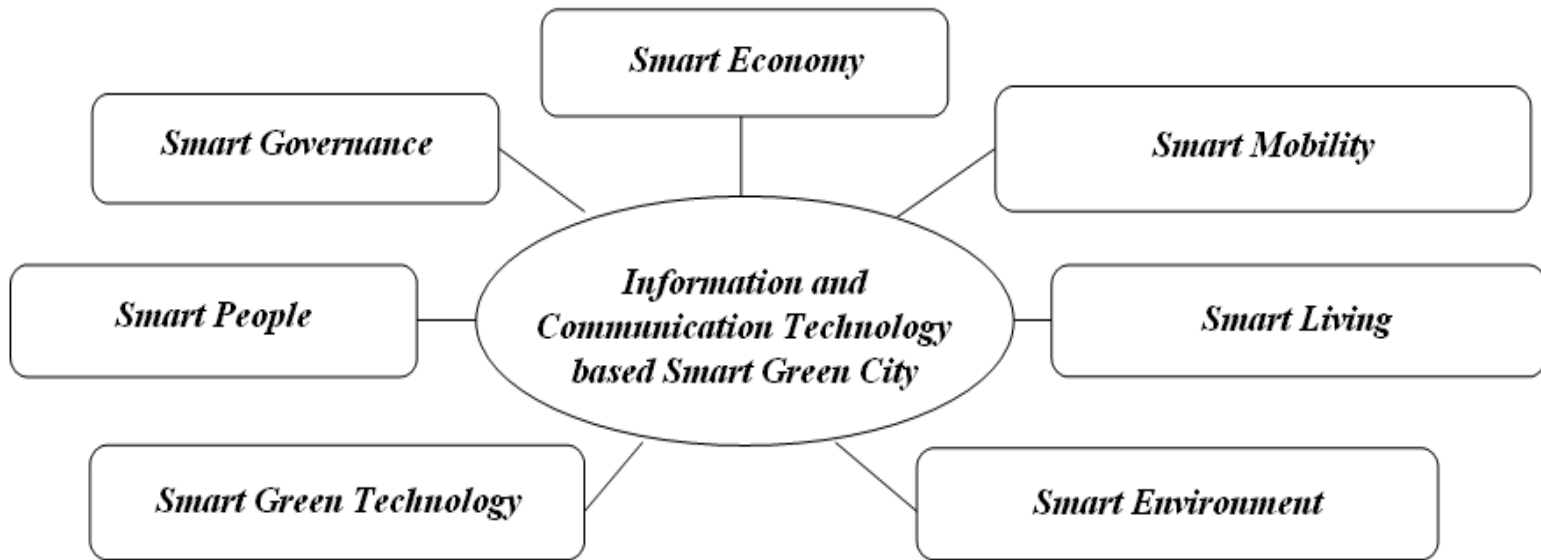 Smart Economy
Smart Governance
Smart Mobility
Information and
Communication Technology
based Smart Green City
Smart People
Smart Living
Smart Green Technology
Smart Environment